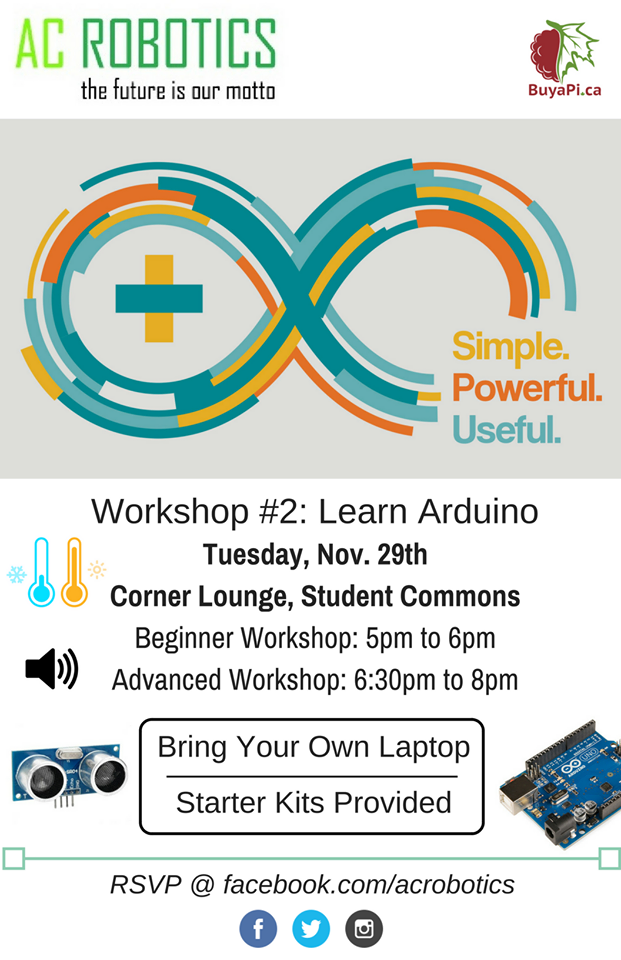 AC ROBOTICS
the future is our motto
BuyaPi.ca
Simple.
Powerful.
Useful.
Workshop #2: Learn Arduino
Tuesday, Nov. 29th
Corner Lounge, Student Commons
Beginner Workshop: 5pm to 6pm
Advanced Workshop: 6:30pm to 8pm
Bring Your Own Laptop
Starter Kits Provided
UNO
RSVP @ facebook.com/acrobotics